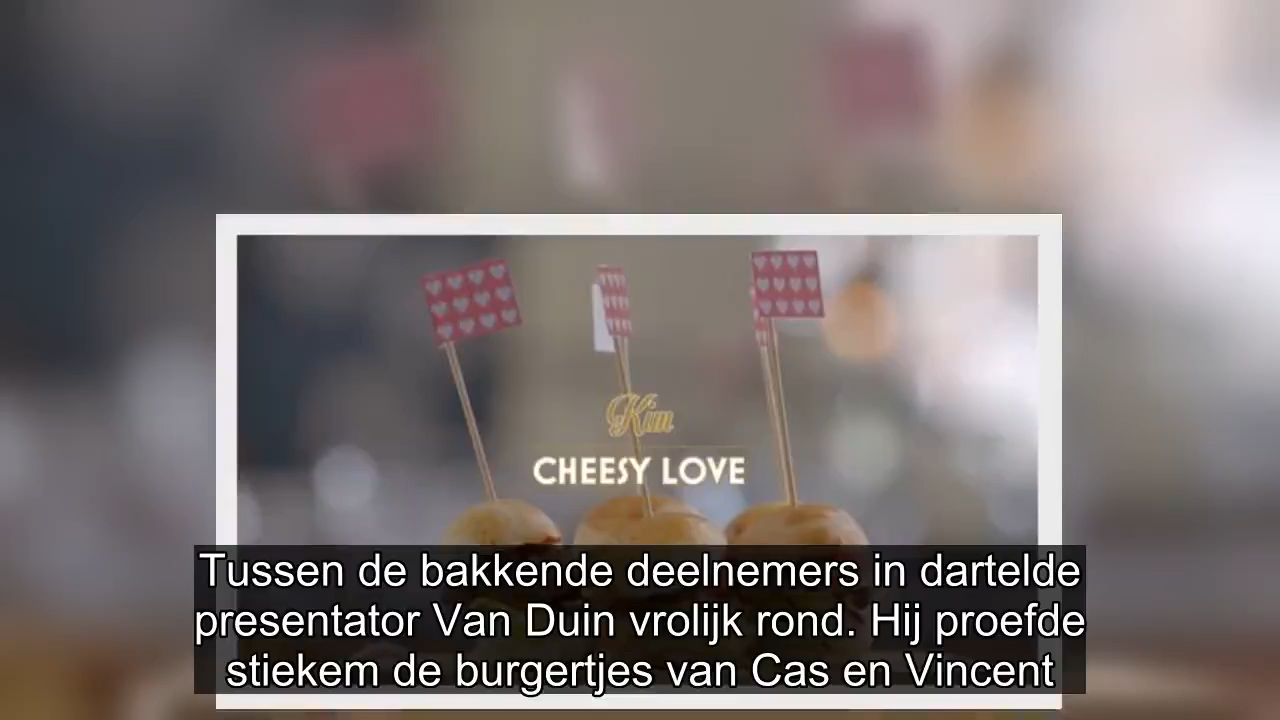 Kim
CHEESY LOVE
Tussen de bakkende deelnemers in dartelde
presentator Van Duin vrolijk rond. Hij proefde
stiekem de burgertjes van Cas en Vincent